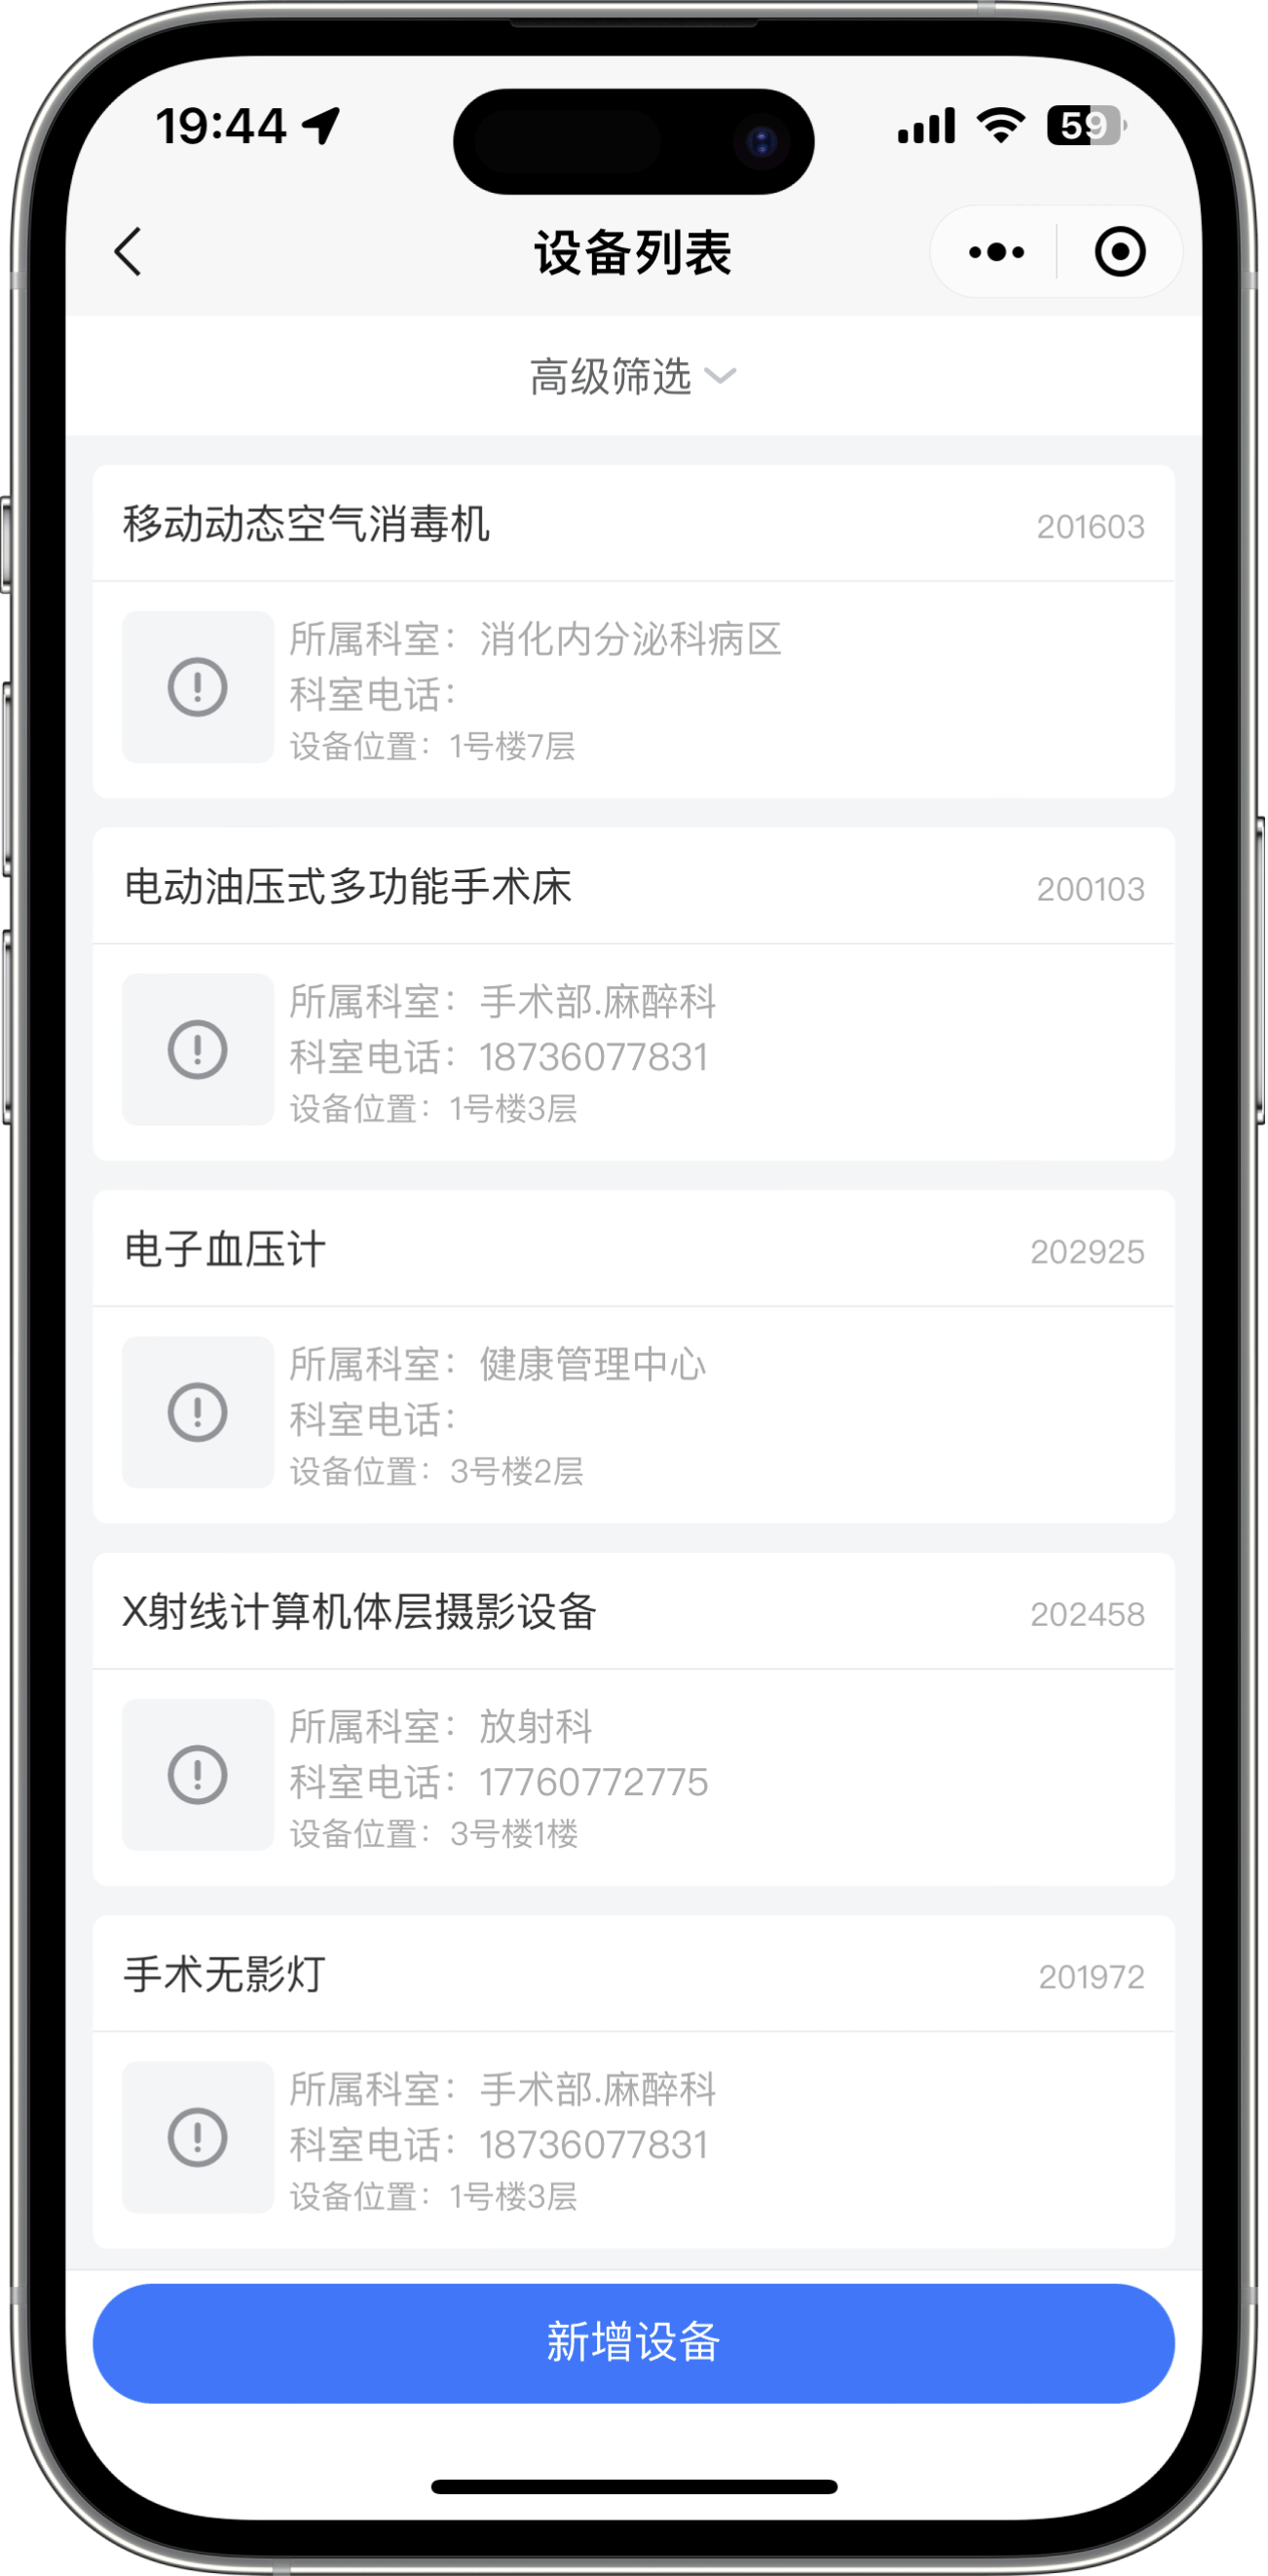 19:44
59
设备列表
高级筛选
移动动态空气消毒机 201603
所属科室：消化内分泌科病区
科室电话：
设备位置：1号楼7层
电动油压式多功能手术床 200103
所属科室：手术部.麻醉科
科室电话：18736077831
设备位置：1号楼3层
电子血压计 202925
所属科室：健康管理中心
科室电话：
设备位置：3号楼2层
X射线计算机体层摄影设备 202458
所属科室：放射科
科室电话：17760772775
设备位置：3号楼1楼
手术无影灯 201972
所属科室：手术部.麻醉科
科室电话：18736077831
设备位置：1号楼3层
新增设备